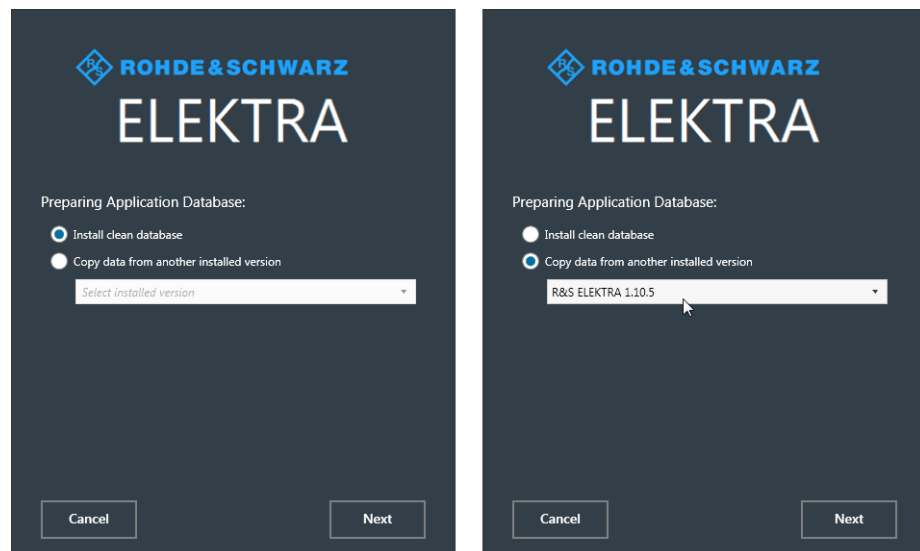 R/S ROHDE&SCHWARZ
ELEKTRA
Preparing Application Database:
Install clean database
Copy data from another installed version
Select installed version
Cancel
Next
R/S ROHDE&SCHWARZ
ELEKTRA
Preparing Application Database:
Install clean database
Copy data from another installed version
R&S ELEKTRA 1.10.5
Cancel
Next